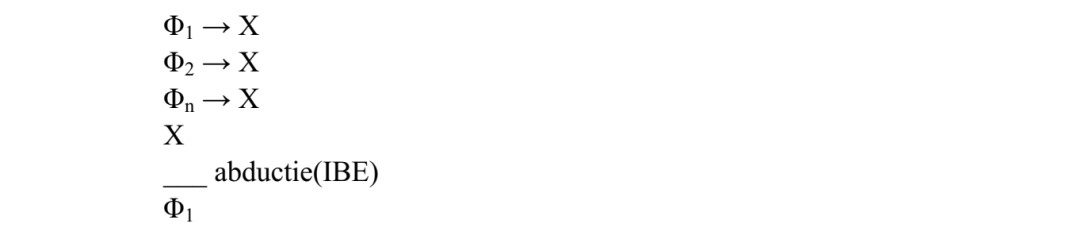 Φ₁ → X
Φ₂ → X
Φₙ → X
X
___ abductie(IBE)
Φ₁